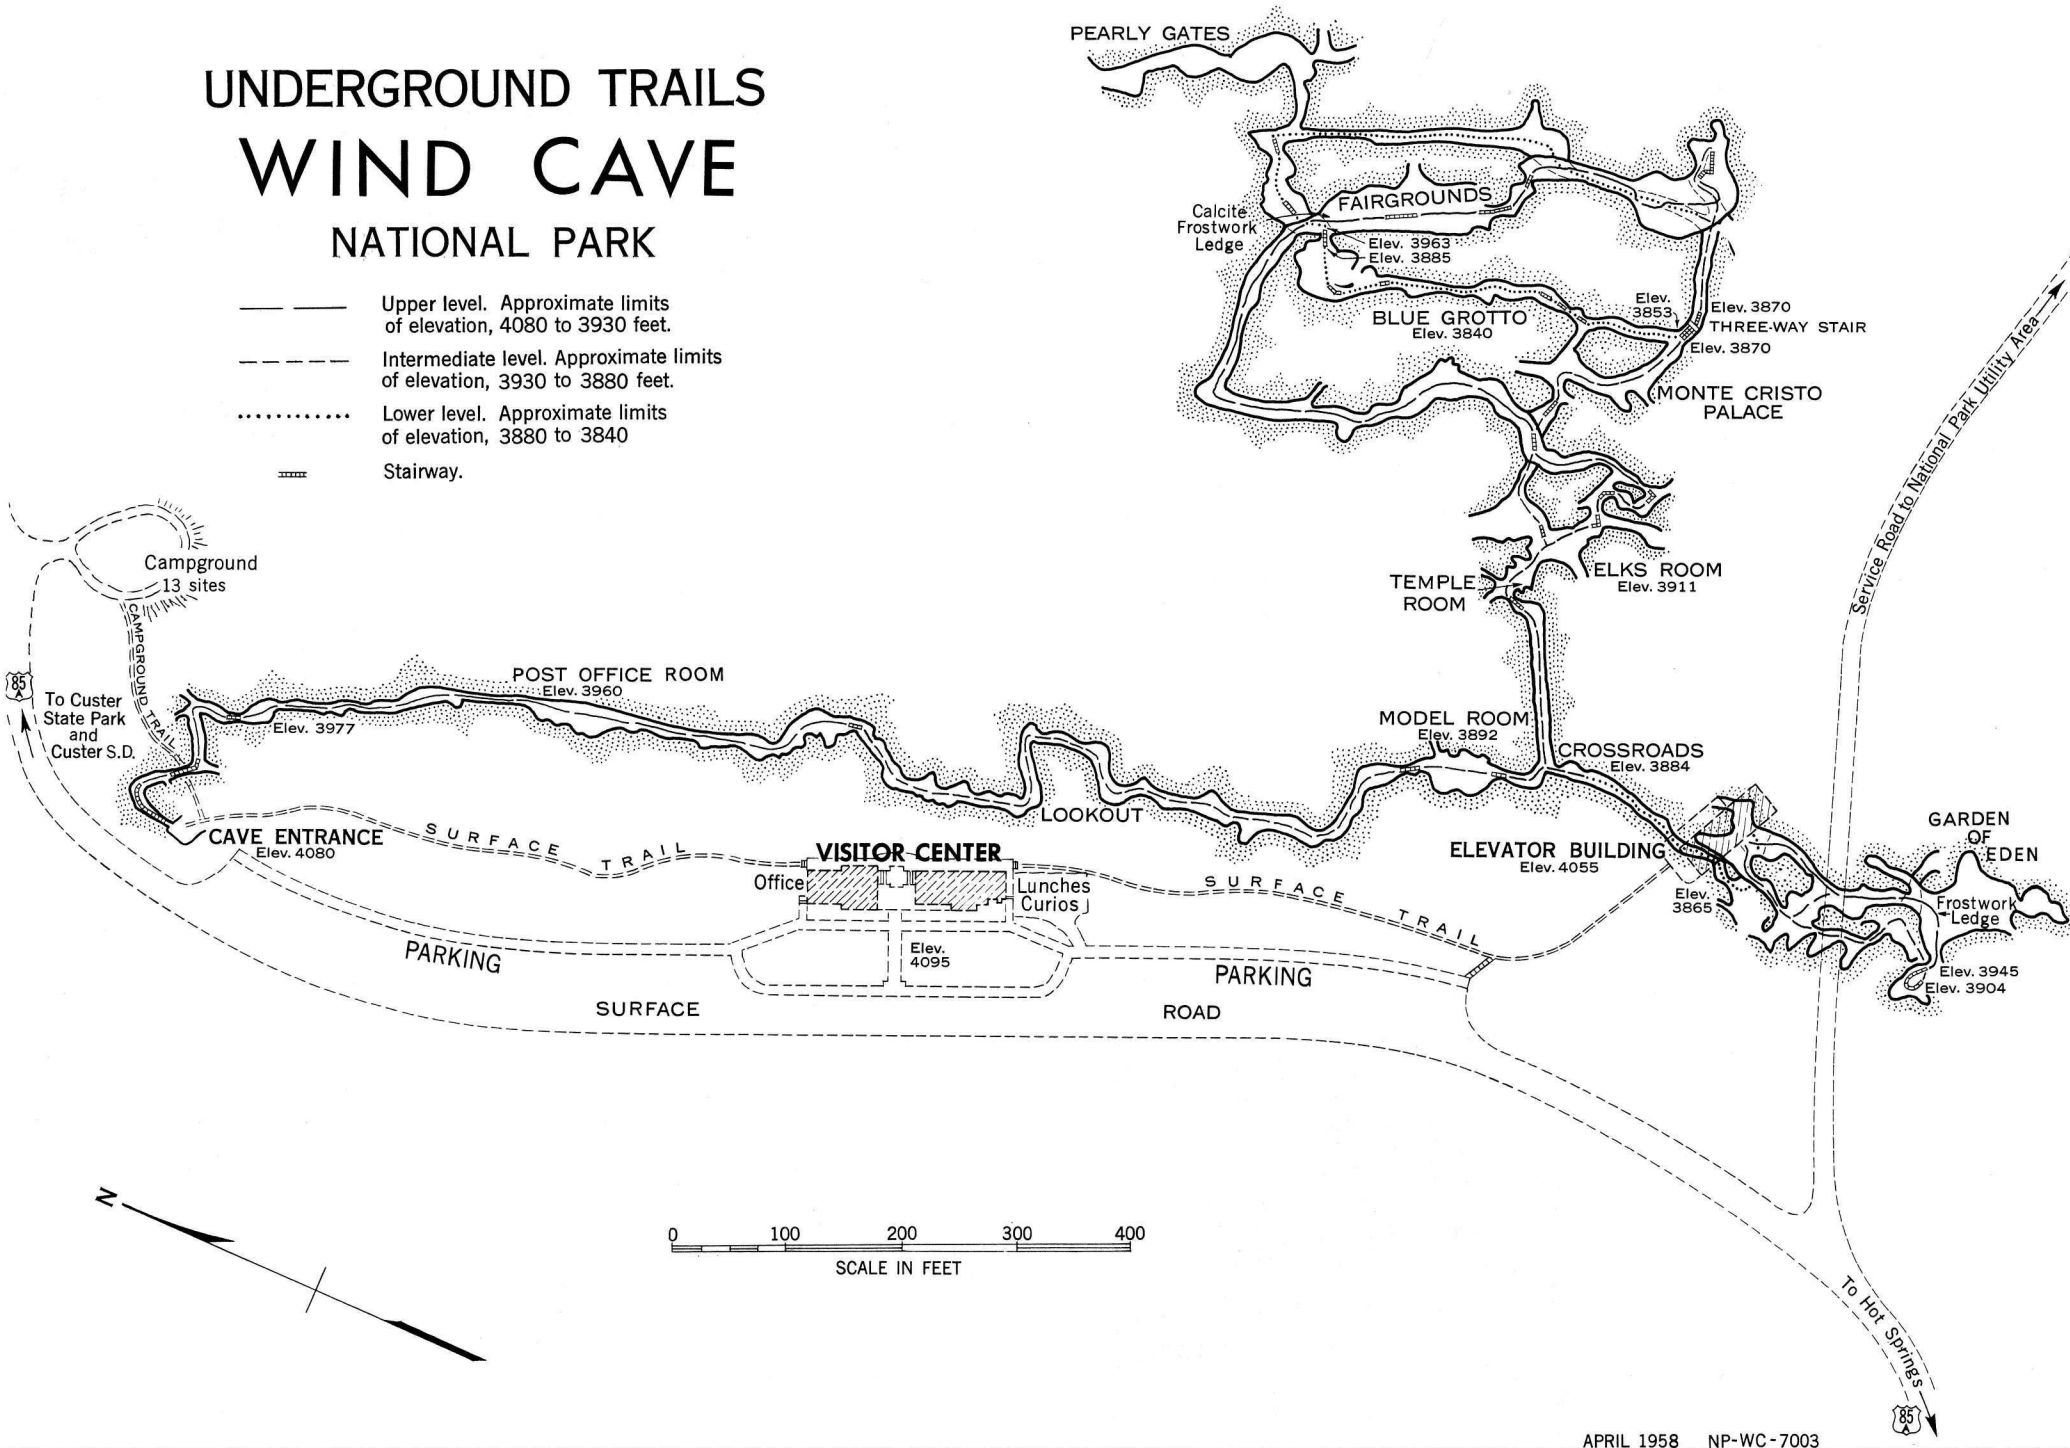 UNDERGROUND TRAILS
WIND CAVE
NATIONAL PARK
Upper level. Approximate limits
of elevation, 4080 to 3930 feet.
Intermediate level. Approximate limits
of elevation, 3930 to 3880 feet.
Lower level. Approximate limits
of elevation, 3880 to 3840
Stairway.
PEARLY GATES
FAIRGROUNDS
Calcite
Frostwork
Ledge
Elev. 3963
Elev. 3885
BLUE GROTTO
Elev. 3840
Elev.
3853
Elev. 3870
THREE-WAY STAIR
Elev. 3870
MONTE CRISTO
PALACE
Service Road to National Park Utility Area
ELKS ROOM
Elev. 3911
TEMPLE
ROOM
Campground
13 sites
CAMPGROUND TRAIL
85
A
To Custer
State Park
and
Custer S.D.
POST OFFICE ROOM
Elev. 3960
Elev. 3977
MODEL ROOM
Elev. 3892
CROSSROADS
Elev. 3884
LOOKOUT
CAVE ENTRANCE
Elev. 4080
SURFACE TRAIL
VISITOR CENTER
Office
Lunches
Curios
SURFACE TRAIL
ELEVATOR BUILDING
Elev. 4055
Elev.
3865
GARDEN
OF
EDEN
Frostwork
Ledge
Elev. 3945
Elev. 3904
PARKING
Elev.
4095
PARKING
SURFACE ROAD
N
0 100 200 300 400
SCALE IN FEET
To Hot Springs
85
A
APRIL 1958 NP-WC-7003